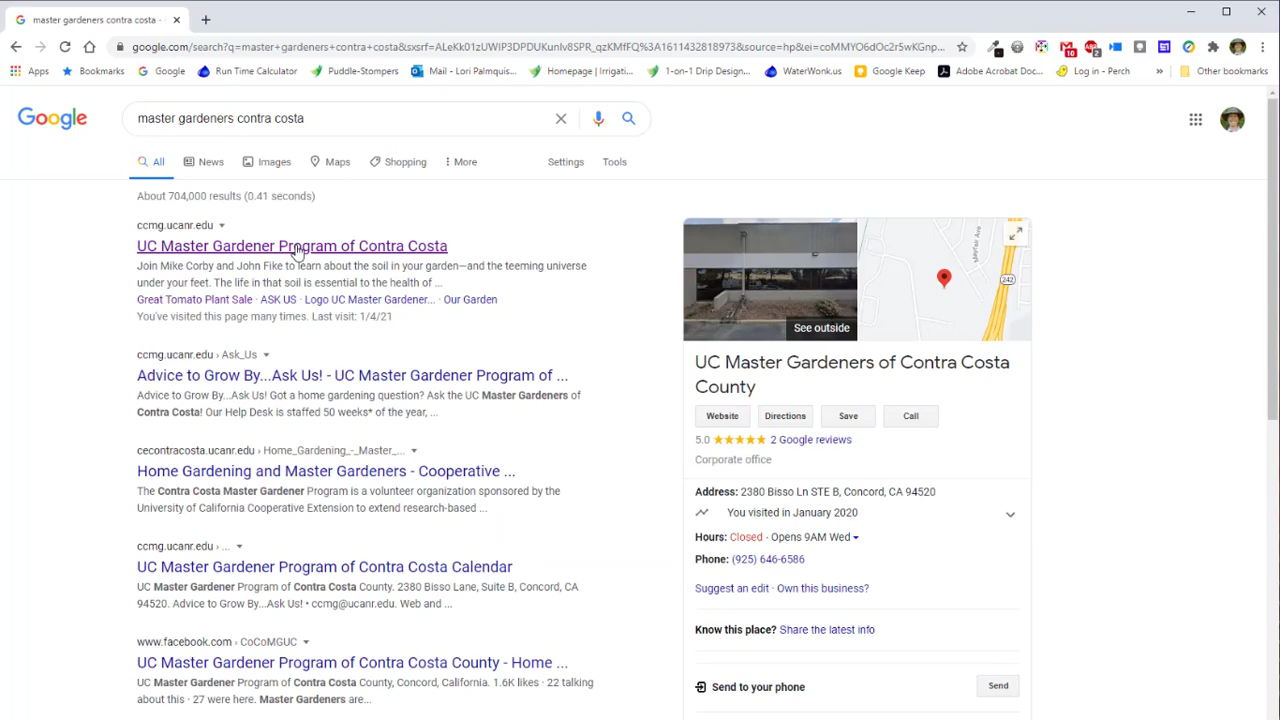 master gardeners contra costa -
google.com/search?q=master+gardeners+contra+costa&sxsrf=ALeKk01zUWIP3DPDUKunIv8SPR_qzKMfFQ%3A1611432818973&source=hp&ei=coMMYO6dOc2r5wKGnp...
Apps Bookmarks Google Run Time Calculator Puddle-Stompers Mail - Lori Palmquis... Homepage | Irrigati... 1-on-1 Drip Design... WaterWonk.us Google Keep Adobe Acrobat Doc... Log in - Perch » Other bookmarks
Google master gardeners contra costa
All News Images Maps Shopping More Settings Tools
About 704,000 results (0.41 seconds)
ccmg.ucanr.edu
UC Master Gardener Program of Contra Costa
Join Mike Corby and John Fike to learn about the soil in your garden—and the teeming universe
under your feet. The life in that soil is essential to the health of ...
Great Tomato Plant Sale · ASK US · Logo UC Master Gardener... · Our Garden
You've visited this page many times. Last visit: 1/4/21
ccmg.ucanr.edu › Ask_Us
Advice to Grow By...Ask Us! - UC Master Gardener Program of ...
Advice to Grow By...Ask Us! Got a home gardening question? Ask the UC Master Gardeners of
Contra Costa! Our Help Desk is staffed 50 weeks* of the year, ...
cecontracosta.ucanr.edu › Home_Gardening_-_Master_...
Home Gardening and Master Gardeners - Cooperative ...
The Contra Costa Master Gardener Program is a volunteer organization sponsored by the
University of California Cooperative Extension to extend research-based ...
ccmg.ucanr.edu › ...
UC Master Gardener Program of Contra Costa Calendar
UC Master Gardener Program of Contra Costa County. 2380 Bisso Lane, Suite B, Concord, CA
94520. Advice to Grow By...Ask Us! • ccmg@ucanr.edu. Web and ...
www.facebook.com › CoCoMGUC
UC Master Gardener Program of Contra Costa County - Home ...
UC Master Gardener Program of Contra Costa County, Concord, California. 1.6K likes · 22 talking
about this · 27 were here. Master Gardeners are...
See outside
Mayfair Ave
242
UC Master Gardeners of Contra Costa
County
Website Directions Save Call
5.0 2 Google reviews
Corporate office
Address: 2380 Bisso Ln STE B, Concord, CA 94520
You visited in January 2020
Hours: Closed · Opens 9AM Wed
Phone: (925) 646-6586
Suggest an edit · Own this business?
Know this place? Share the latest info
Send to your phone Send